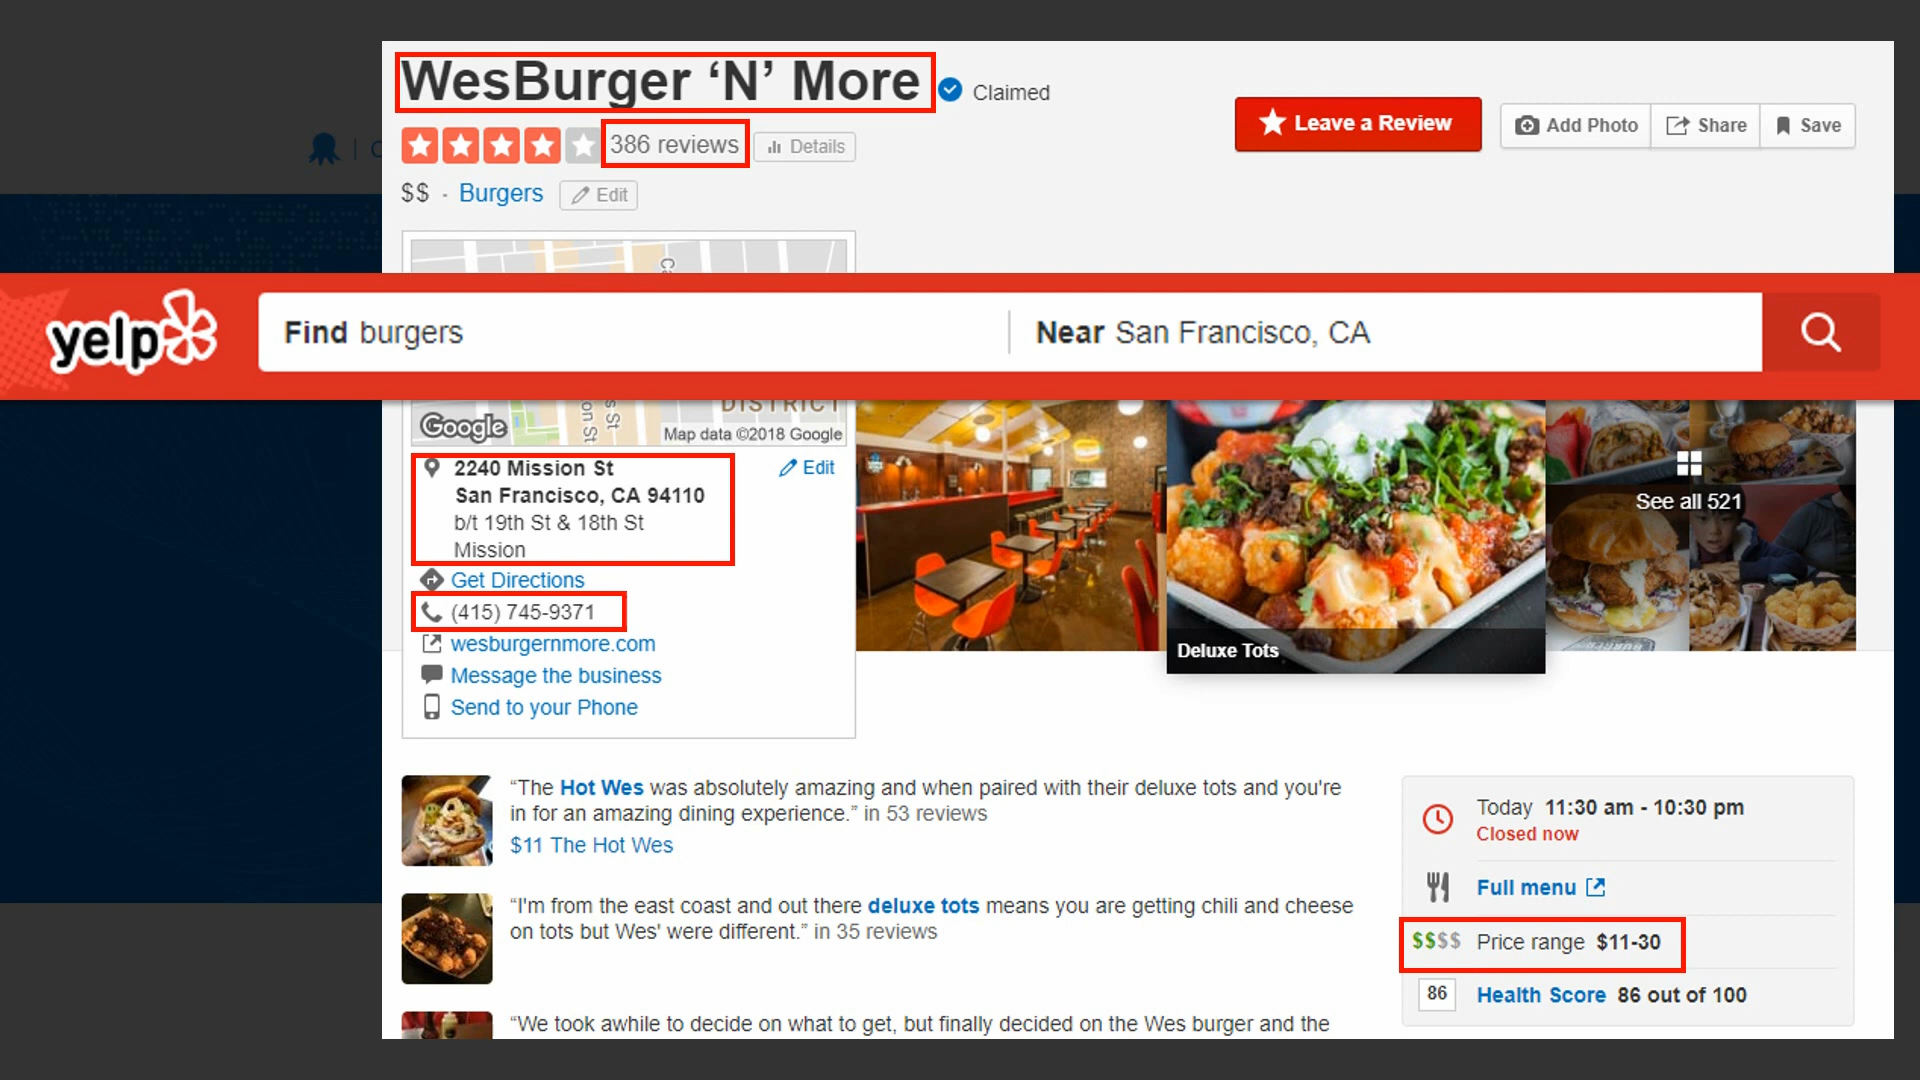 WesBurger ‘N’ More
Claimed
386 reviews
Details
$$ · Burgers
Edit
Leave a Review
Add Photo
Share
Save
yelp
Find burgers
Near San Francisco, CA
DISTRICT
Google
Map data ©2018 Google
2240 Mission St
San Francisco, CA 94110
b/t 19th St & 18th St
Mission
Edit
Get Directions
(415) 745-9371
wesburgernmore.com
Message the business
Send to your Phone
Deluxe Tots
See all 521
“The Hot Wes was absolutely amazing and when paired with their deluxe tots and you're
in for an amazing dining experience.” in 53 reviews
$11 The Hot Wes
“I'm from the east coast and out there deluxe tots means you are getting chili and cheese
on tots but Wes' were different.” in 35 reviews
“We took awhile to decide on what to get, but finally decided on the Wes burger and the
Today 11:30 am - 10:30 pm
Closed now
Full menu
$$$$ Price range $11-30
86 Health Score 86 out of 100